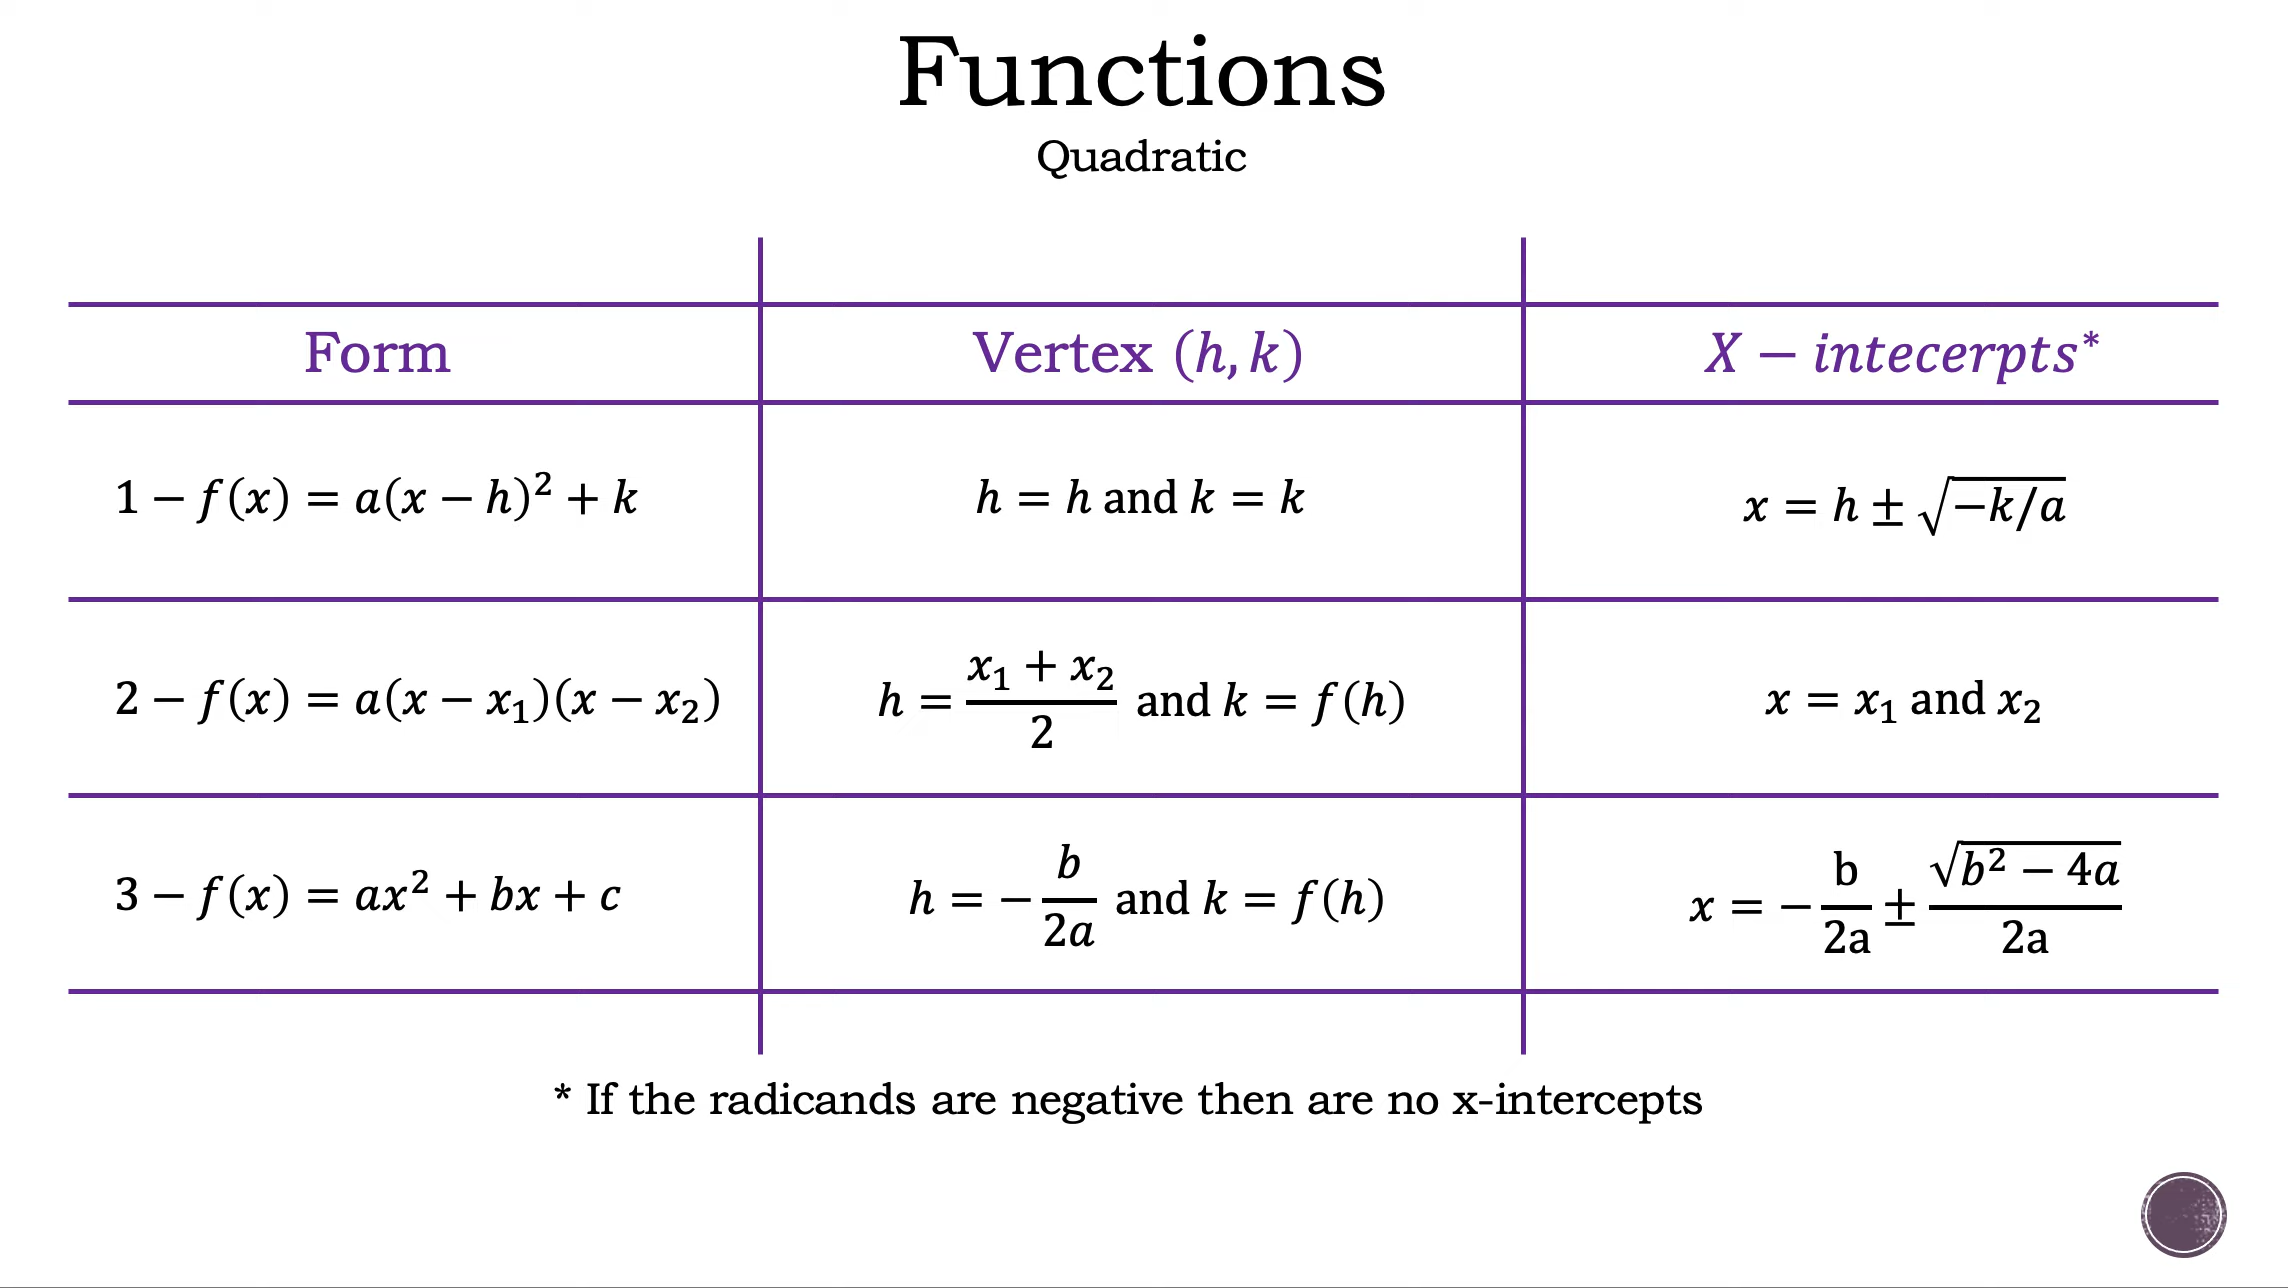 Functions
Quadratic
Form Vertex (h, k) X − intecerpts*
1 − f(x) = a(x − h)² + k h = h and k = k x = h ± √(−k/a)
2 − f(x) = a(x − x₁)(x − x₂) h = (x₁ + x₂)/2 and k = f(h) x = x₁ and x₂
3 − f(x) = ax² + bx + c h = −b/2a and k = f(h) x = −b/2a ± √(b² − 4a)/2a
* If the radicands are negative then are no x-intercepts